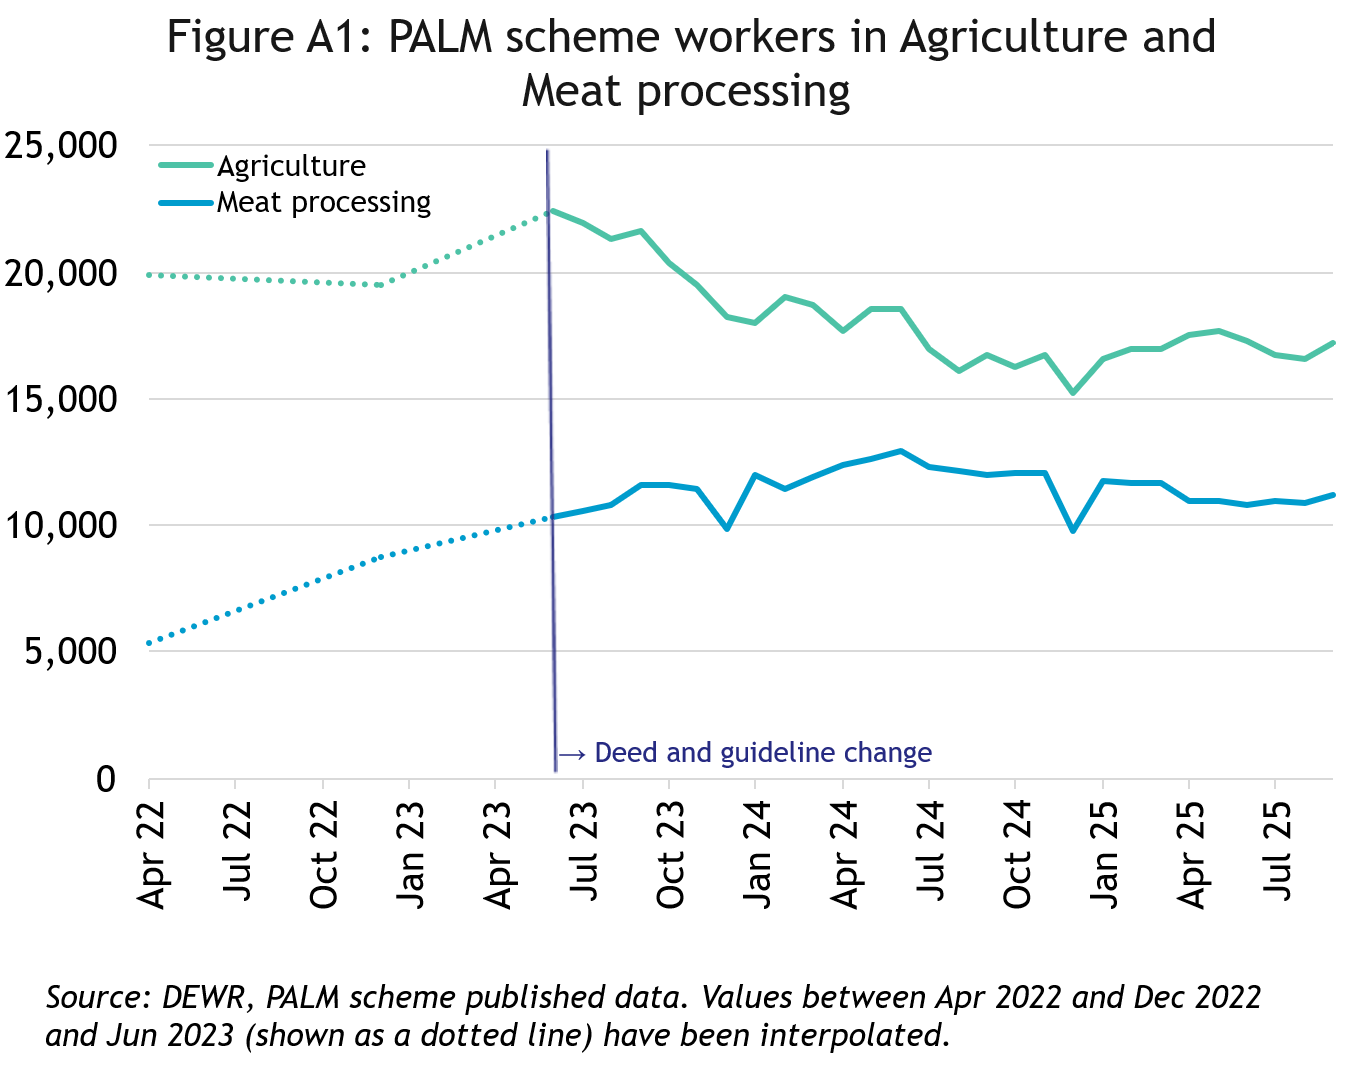 Figure A1: PALM scheme workers in Agriculture and
Meat processing
25,000
Agriculture
Meat processing
20,000
15,000
10,000
5,000
→ Deed and guideline change
0
Apr 22
Jul 22
Oct 22
Jan 23
Apr 23
Jul 23
Oct 23
Jan 24
Apr 24
Jul 24
Oct 24
Jan 25
Apr 25
Jul 25
Source: DEWR, PALM scheme published data. Values between Apr 2022 and Dec 2022
and Jun 2023 (shown as a dotted line) have been interpolated.